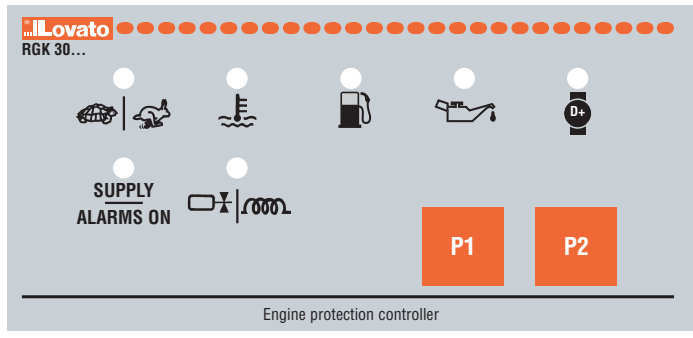 Lovato
RGK 30...
D+
SUPPLY
ALARMS ON
P1 P2
Engine protection controller